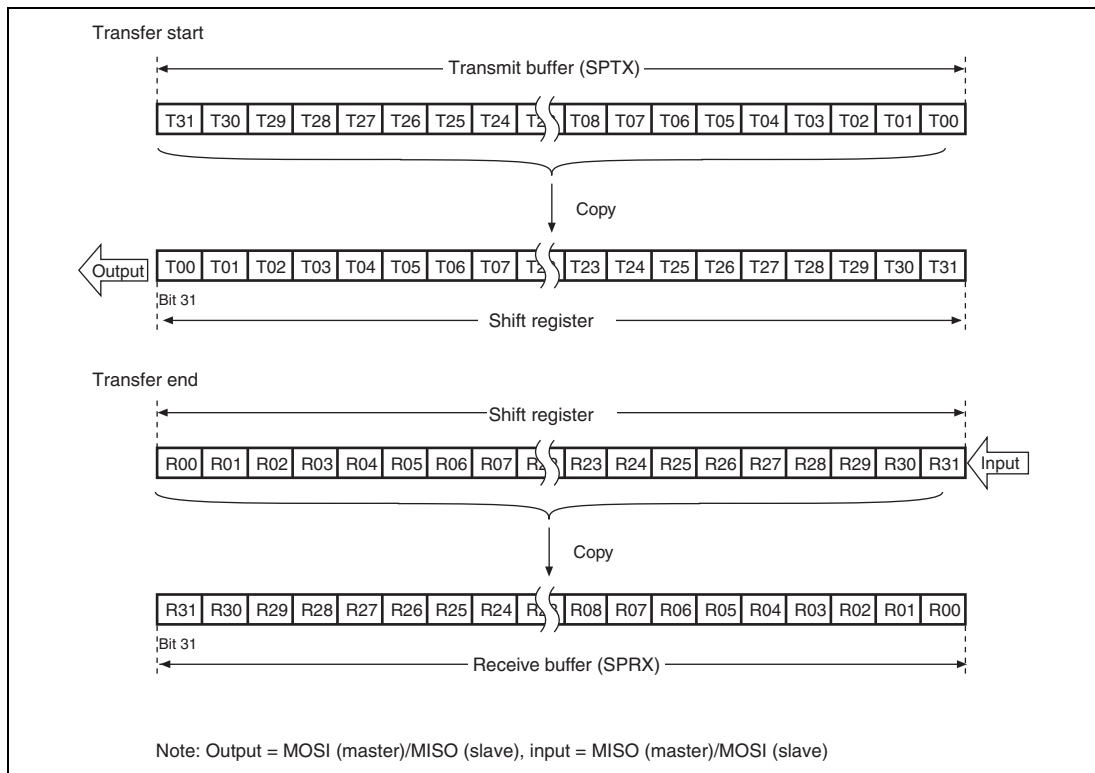 Transfer start
Transmit buffer (SPTX)
T31 T30 T29 T28 T27 T26 T25 T24 T08 T07 T06 T05 T04 T03 T02 T01 T00
Copy
Output T00 T01 T02 T03 T04 T05 T06 T07 T23 T24 T25 T26 T27 T28 T29 T30 T31
Bit 31
Shift register
Transfer end
Shift register
R00 R01 R02 R03 R04 R05 R06 R07 R23 R24 R25 R26 R27 R28 R29 R30 R31 Input
Copy
R31 R30 R29 R28 R27 R26 R25 R24 R08 R07 R06 R05 R04 R03 R02 R01 R00
Bit 31
Receive buffer (SPRX)
Note: Output = MOSI (master)/MISO (slave), input = MISO (master)/MOSI (slave)